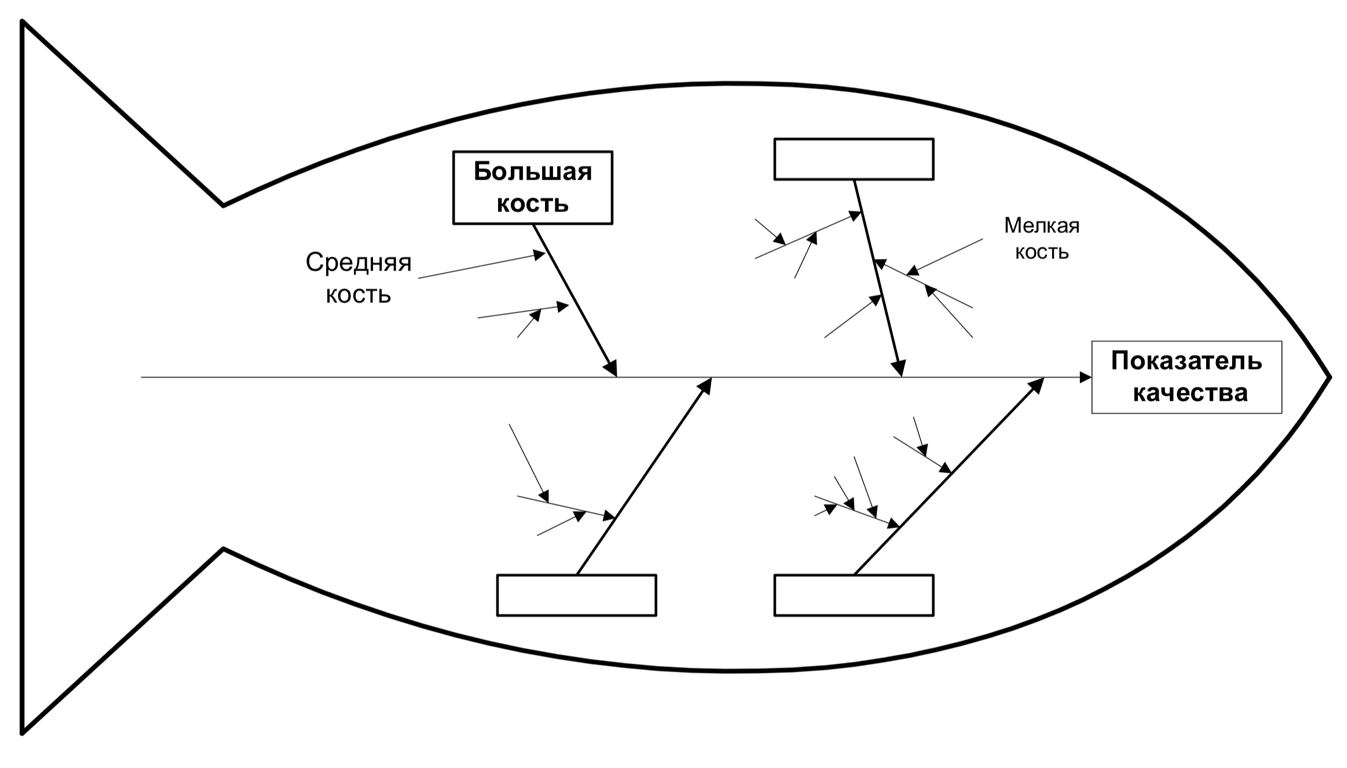 Большая
кость
Средняя
кость
Мелкая
кость
Показатель
качества